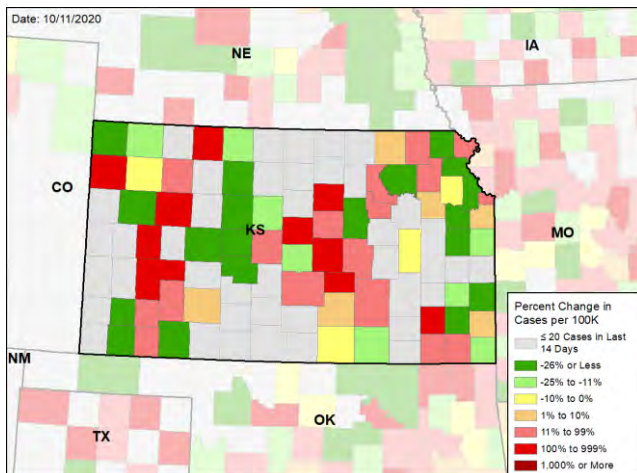 Date: 10/11/2020
NE
IA
CO
KS
MO
NM
OK
TX
Percent Change in
Cases per 100K
≤ 20 Cases in Last
14 Days
-26% or Less
-25% to -11%
-10% to 0%
1% to 10%
11% to 99%
100% to 999%
1,000% or More